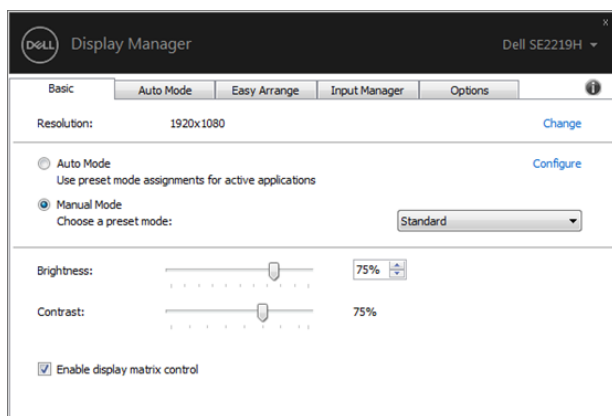 DELL Display Manager Dell SE2219H
x
Basic Auto Mode Easy Arrange Input Manager Options
Resolution: 1920x1080 Change
Auto Mode Configure
Use preset mode assignments for active applications
Manual Mode
Choose a preset mode: Standard
Brightness: 75%
Contrast: 75%
Enable display matrix control